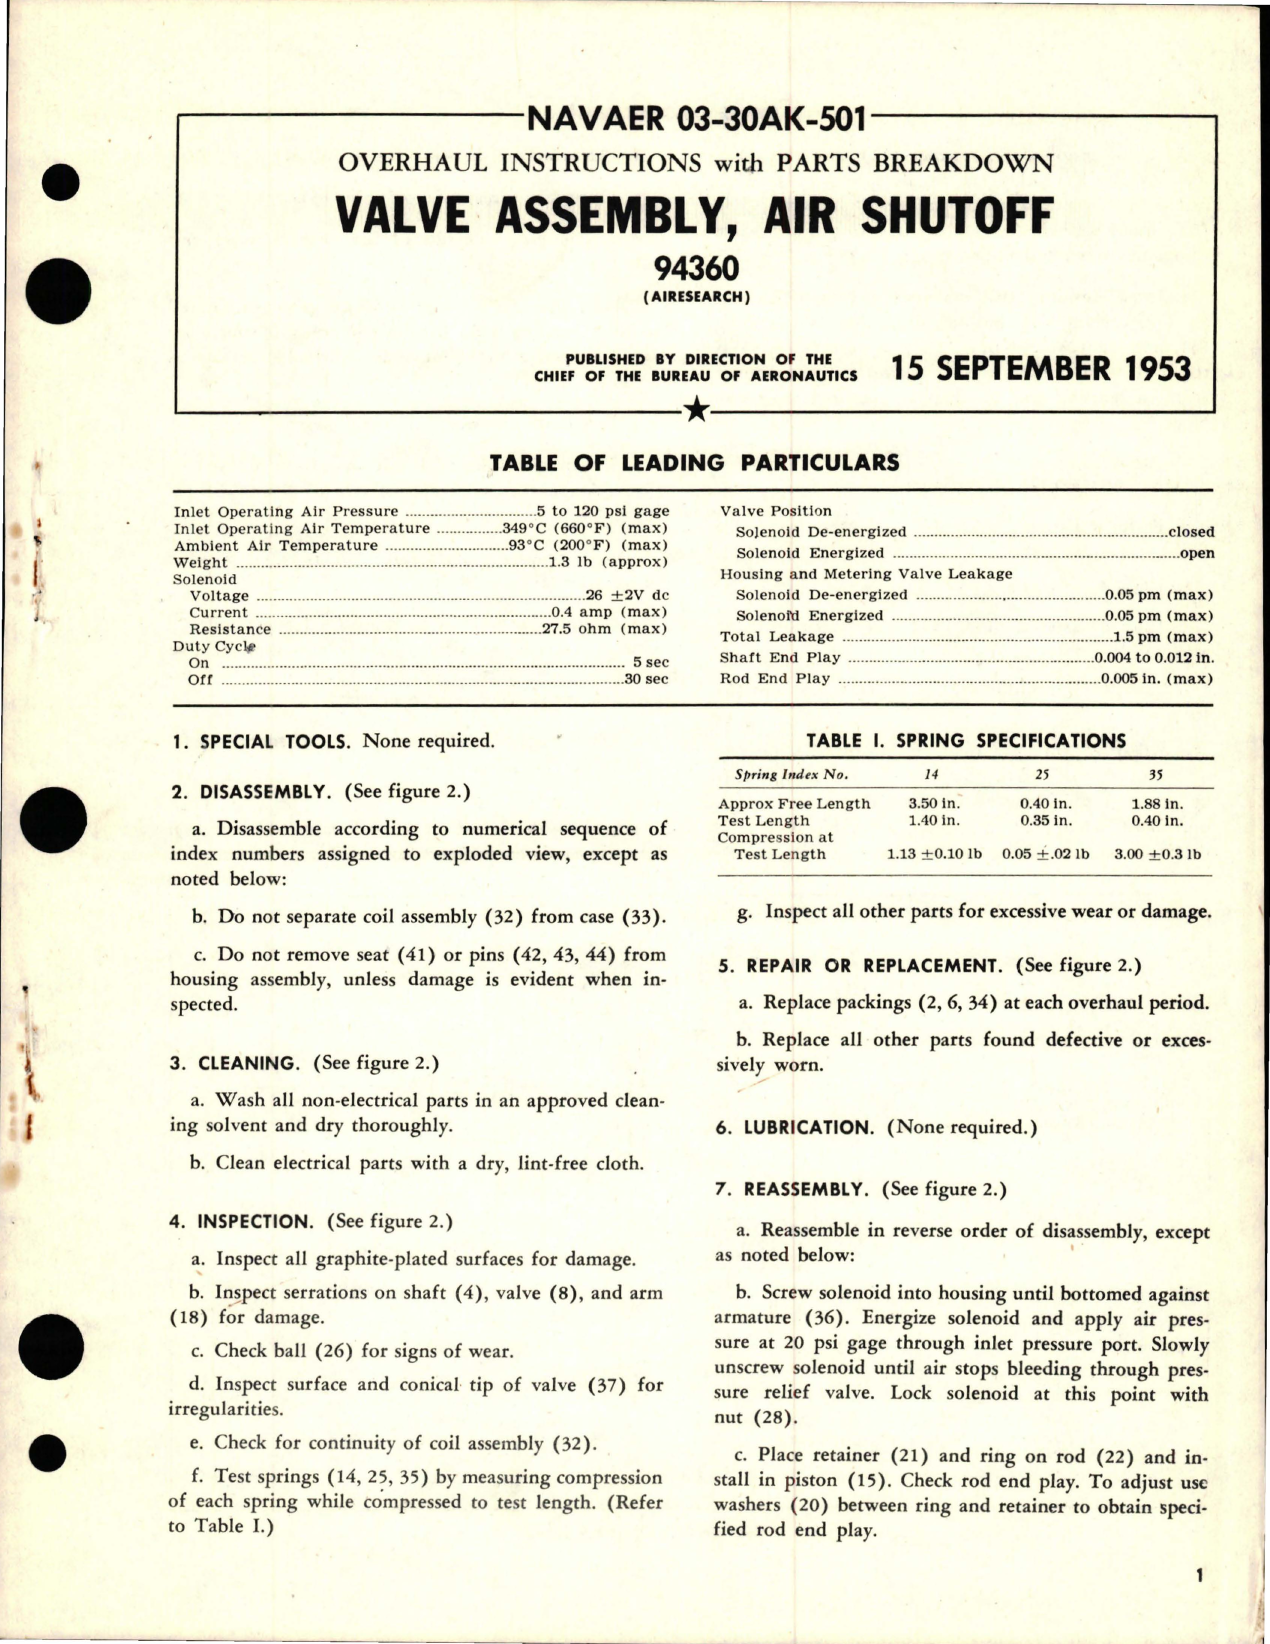 NAVAER 03-30AK-501
OVERHAUL INSTRUCTIONS with PARTS BREAKDOWN
VALVE ASSEMBLY, AIR SHUTOFF
94360
(AIRESEARCH)
PUBLISHED BY DIRECTION OF THE
CHIEF OF THE BUREAU OF AERONAUTICS
15 SEPTEMBER 1953
TABLE OF LEADING PARTICULARS
Inlet Operating Air Pressure ..........5 to 120 psi gage
Inlet Operating Air Temperature ..........349°C (660°F) (max)
Ambient Air Temperature ..........93°C (200°F) (max)
Weight ..........1.3 lb (approx)
Solenoid
Voltage ..........26 ±2V dc
Current ..........0.4 amp (max)
Resistance ..........27.5 ohm (max)
Duty Cycle
On .......... 5 sec
Off ..........30 sec
Valve Position
Solenoid De-energized ..........closed
Solenoid Energized ..........open
Housing and Metering Valve Leakage
Solenoid De-energized ..........0.05 pm (max)
Solenoid Energized ..........0.05 pm (max)
Total Leakage ..........1.5 pm (max)
Shaft End Play ..........0.004 to 0.012 in.
Rod End Play ..........0.005 in. (max)
1. SPECIAL TOOLS. None required.
2. DISASSEMBLY. (See figure 2.)
a. Disassemble according to numerical sequence of
index numbers assigned to exploded view, except as
noted below:
b. Do not separate coil assembly (32) from case (33).
c. Do not remove seat (41) or pins (42, 43, 44) from
housing assembly, unless damage is evident when in-
spected.
3. CLEANING. (See figure 2.)
a. Wash all non-electrical parts in an approved clean-
ing solvent and dry thoroughly.
b. Clean electrical parts with a dry, lint-free cloth.
4. INSPECTION. (See figure 2.)
a. Inspect all graphite-plated surfaces for damage.
b. Inspect serrations on shaft (4), valve (8), and arm
(18) for damage.
c. Check ball (26) for signs of wear.
d. Inspect surface and conical tip of valve (37) for
irregularities.
e. Check for continuity of coil assembly (32).
f. Test springs (14, 25, 35) by measuring compression
of each spring while compressed to test length. (Refer
to Table I.)
TABLE I. SPRING SPECIFICATIONS
Spring Index No. 14 25 35
Approx Free Length 3.50 in. 0.40 in. 1.88 in.
Test Length 1.40 in. 0.35 in. 0.40 in.
Compression at
Test Length 1.13 ±0.10 lb 0.05 ±.02 lb 3.00 ±0.3 lb
g. Inspect all other parts for excessive wear or damage.
5. REPAIR OR REPLACEMENT. (See figure 2.)
a. Replace packings (2, 6, 34) at each overhaul period.
b. Replace all other parts found defective or exces-
sively worn.
6. LUBRICATION. (None required.)
7. REASSEMBLY. (See figure 2.)
a. Reassemble in reverse order of disassembly, except
as noted below:
b. Screw solenoid into housing until bottomed against
armature (36). Energize solenoid and apply air pres-
sure at 20 psi gage through inlet pressure port. Slowly
unscrew solenoid until air stops bleeding through pres-
sure relief valve. Lock solenoid at this point with
nut (28).
c. Place retainer (21) and ring on rod (22) and in-
stall in piston (15). Check rod end play. To adjust use
washers (20) between ring and retainer to obtain speci-
fied rod end play.
1